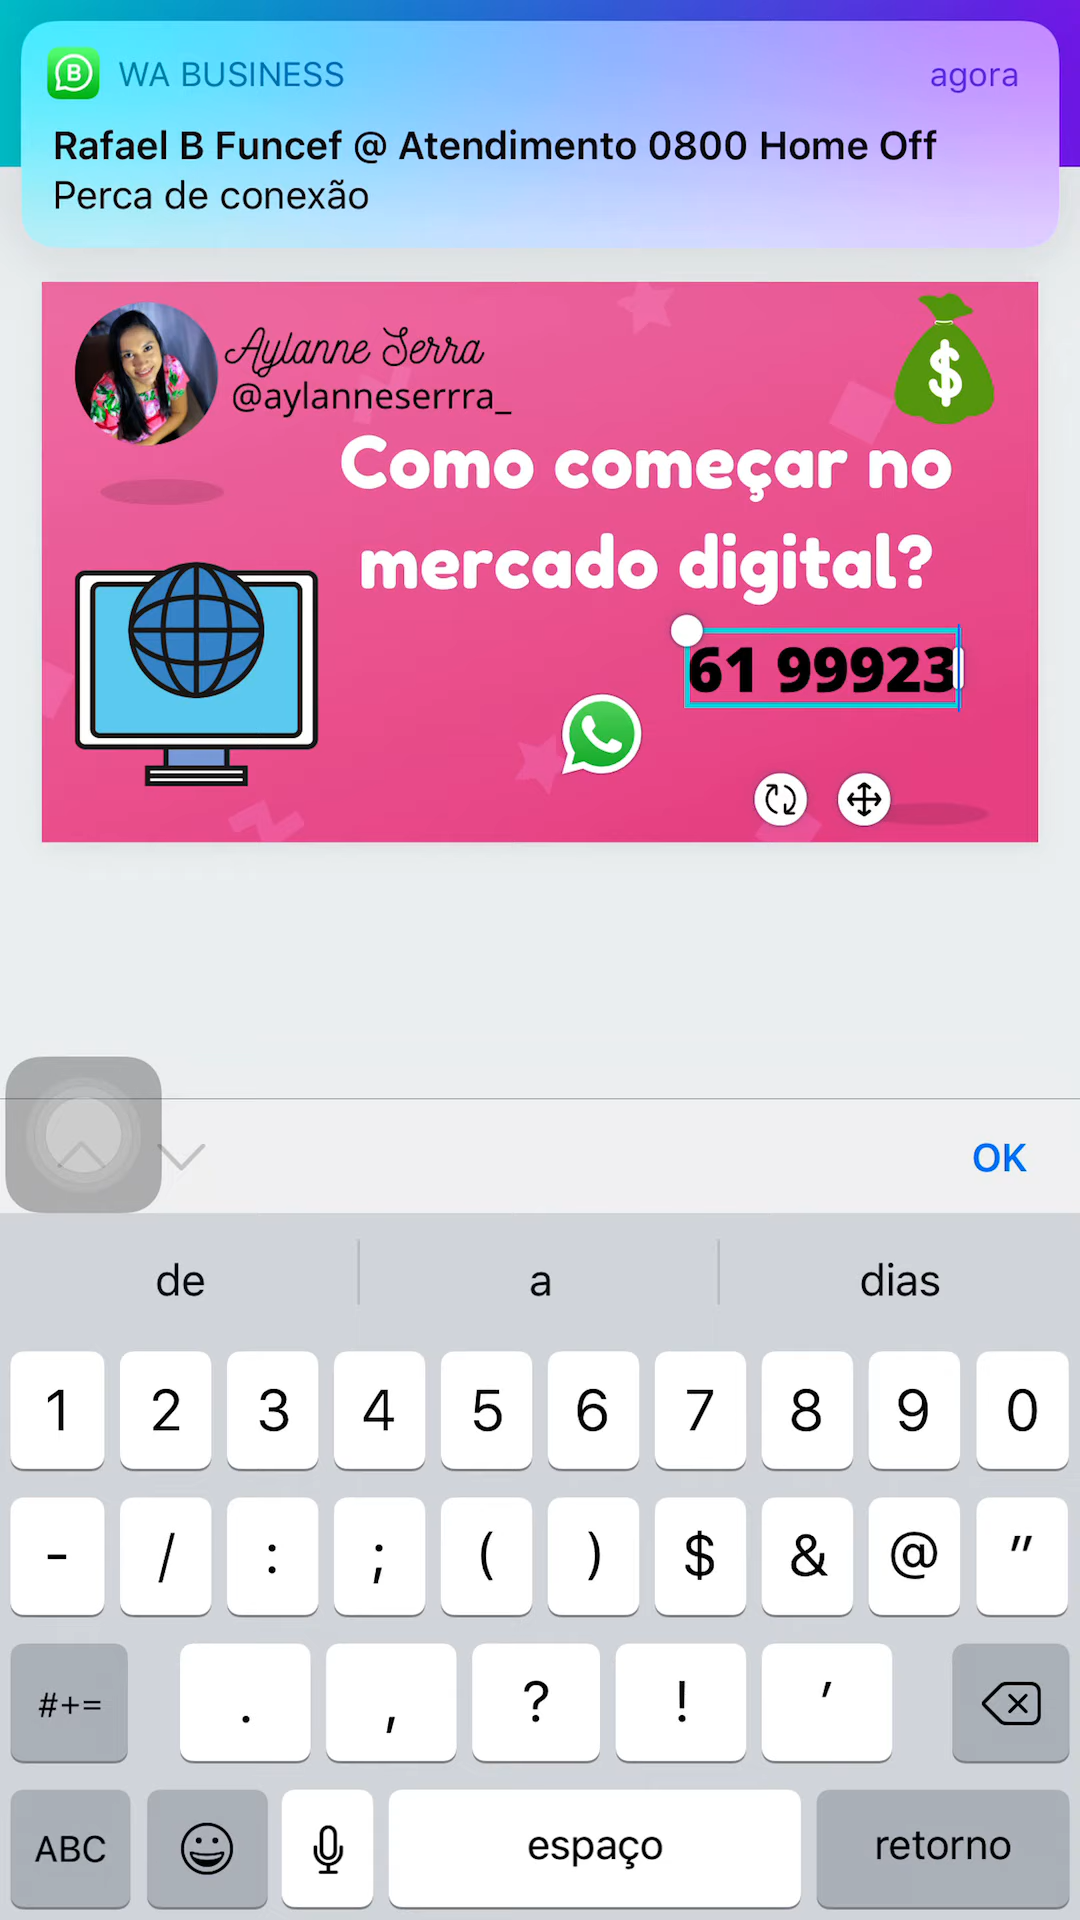 WA BUSINESS
agora
Rafael B Funcef @ Atendimento 0800 Home Off
Perca de conexão
Aylanne Serra
@aylanneserrra_
$
Como começar no
mercado digital?
61 99923
OK
de a dias
1 2 3 4 5 6 7 8 9 0
- / : ; ( ) $ & @ "
#+= . , ? ! '
ABC espaço retorno